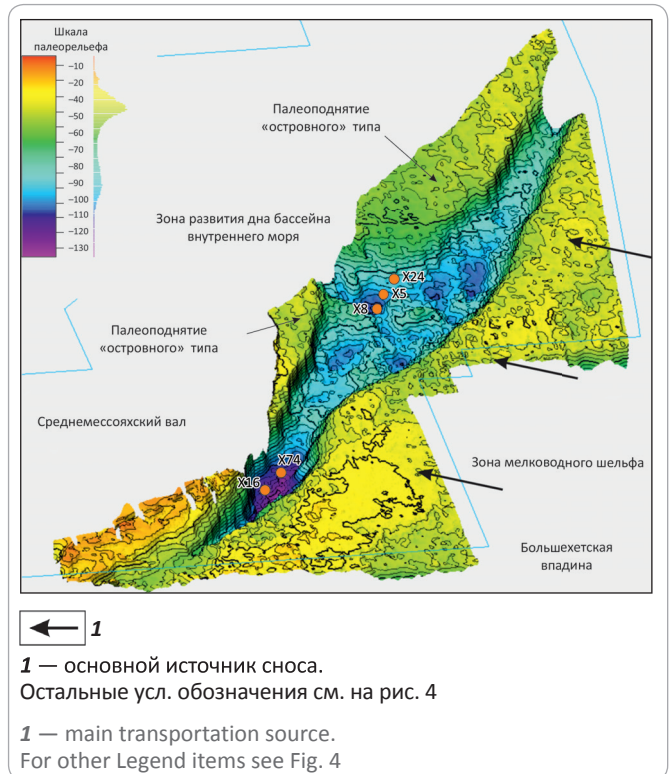 Шкала
палеорельефа
–10
–20
–40
–50
–60
–70
–80
–90
–100
–110
–120
–130
Палеоподнятие
«островного» типа
Зона развития дна бассейна
внутреннего моря
X24
X5
X8
Палеоподнятие
«островного» типа
Среднемессояхский вал
X74
X16
Зона мелководного шельфа
Большехетская
впадина
1
1 — основной источник сноса.
Остальные усл. обозначения см. на рис. 4
1 — main transportation source.
For other Legend items see Fig. 4